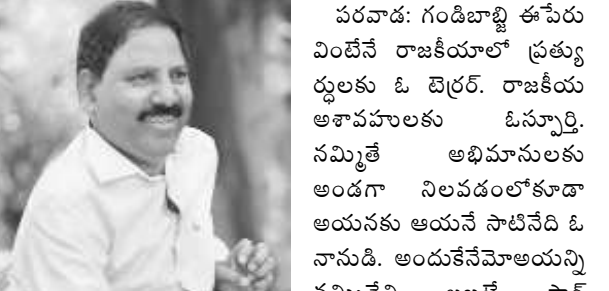 పరవాడ: గండిబాబ్జి ఈపేరు
వింటేనే రాజకీయాలో ప్రత్యు
ర్ధులకు ఓ టెర్రర్. రాజకీయ
అశావహులకు ఓస్ఫూర్తి.
నమ్మితే అభిమానులకు
అండగా నిలవడంలోకూడా
అయనకు ఆయనే సాటినేది ఓ
నానుడి. అందుకేనేమోఅయన్ని